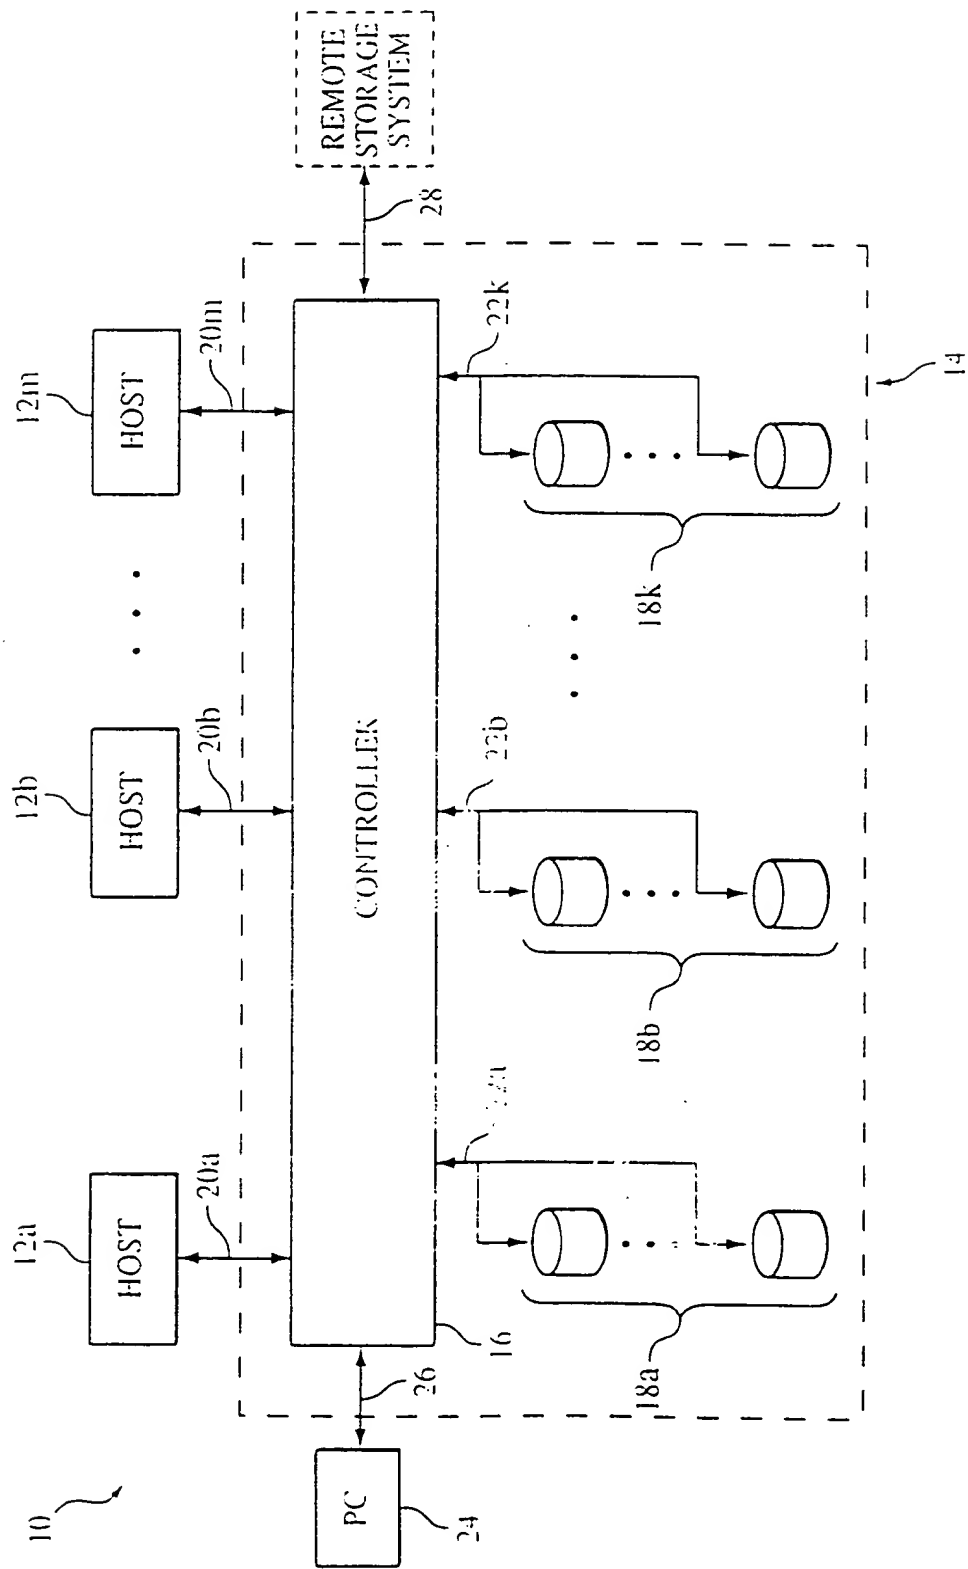 10
12a
HOST
12b
HOST
12m
HOST
20a
20b
20m
PC
24
26
CONTROLLER
16
28
REMOTE
STORAGE
SYSTEM
22b
22k
18a
18b
18k
14